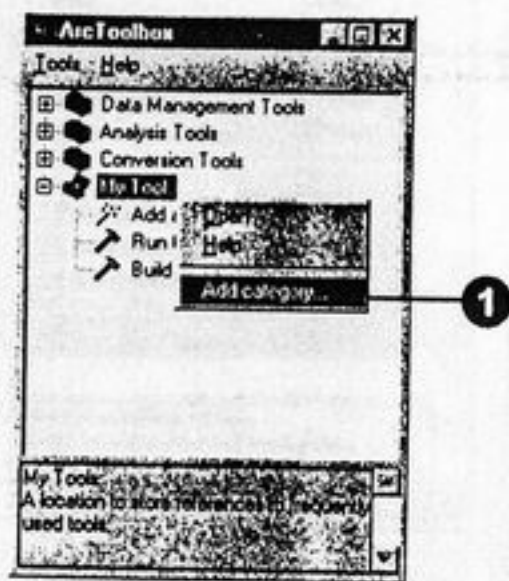 ArcToolbox
Tools Help
Data Management Tools
Analysis Tools
Conversion Tools
My Tool
Add a
Open
Run
Help
Build
Add category...
1
My Tools
A location to store references to frequently
used tools.